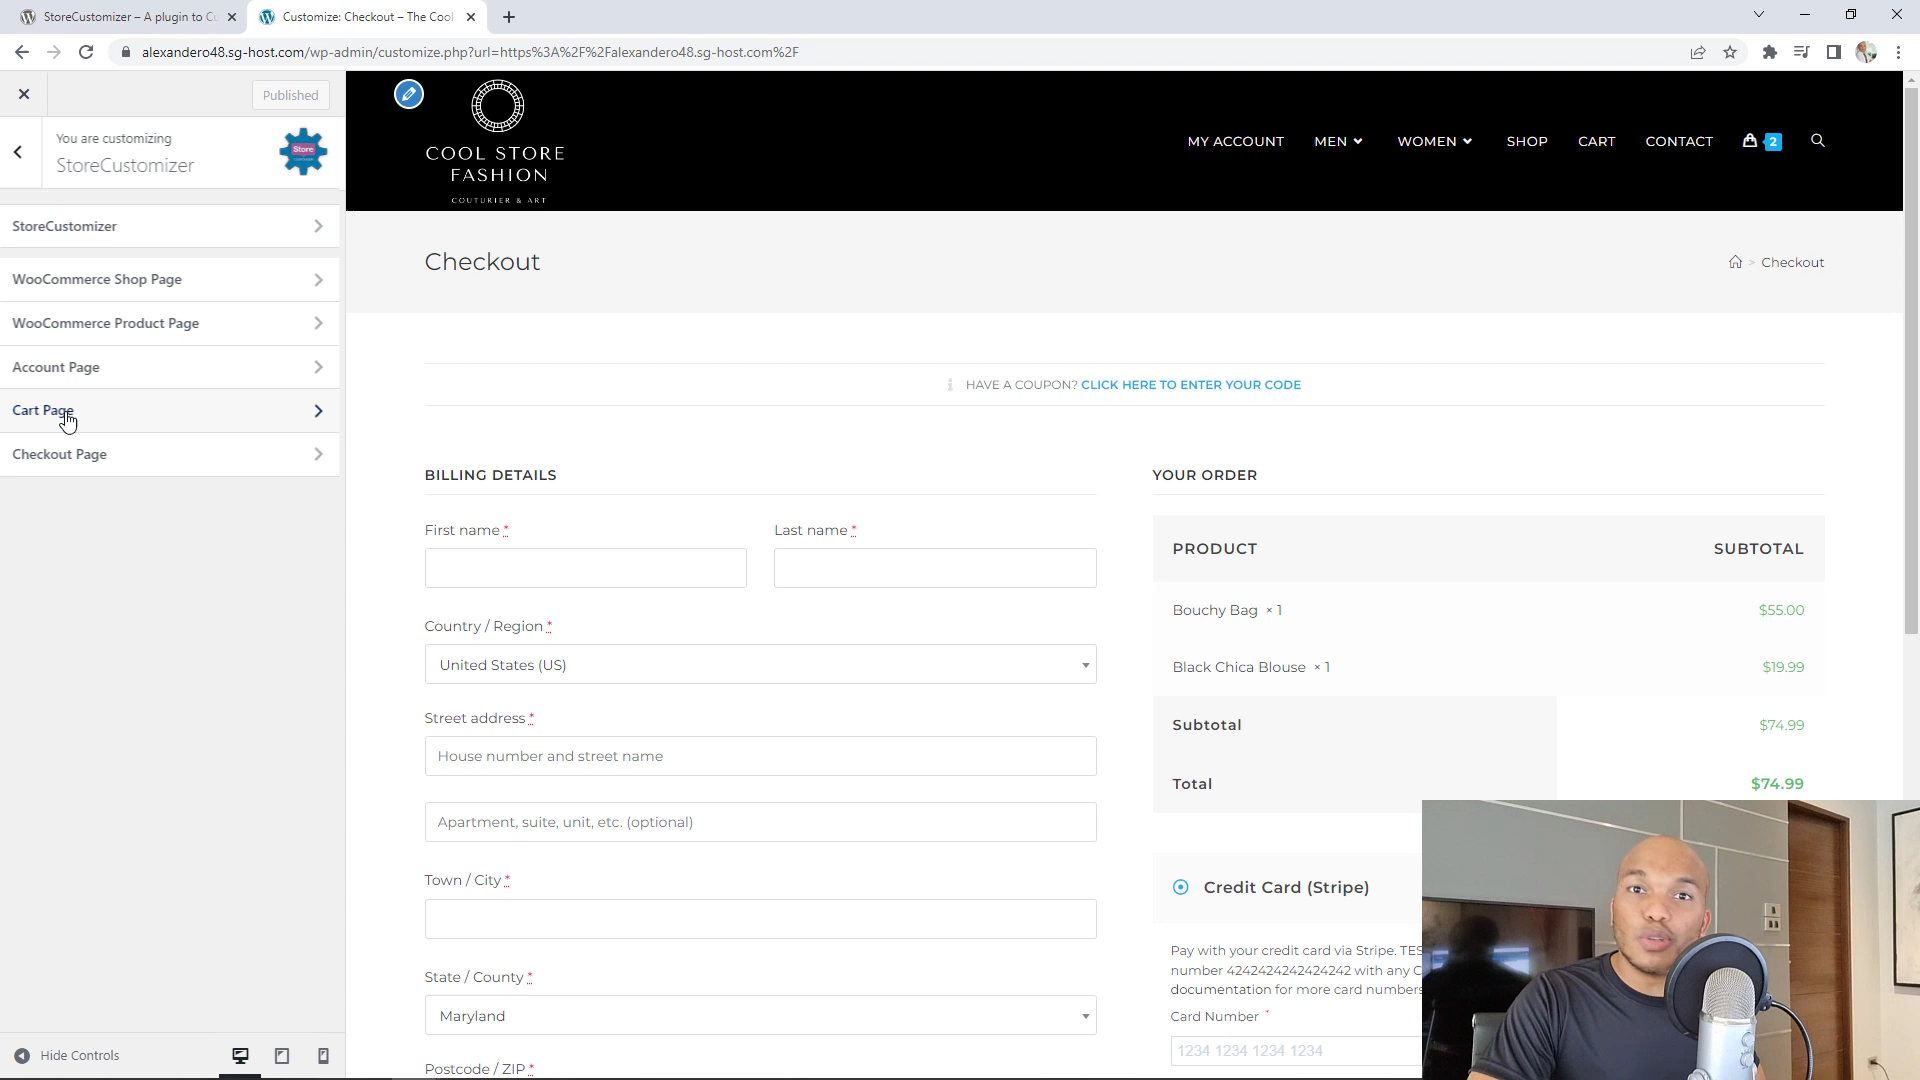 StoreCustomizer – A plugin to Cu
Customize: Checkout – The Cool
alexandero48.sg-host.com/wp-admin/customize.php?url=https%3A%2F%2Falexandero48.sg-host.com%2F
Published
You are customizing
StoreCustomizer
Store
StoreCustomizer
WooCommerce Shop Page
WooCommerce Product Page
Account Page
Cart Page
Checkout Page
Hide Controls
COOL STORE
FASHION
COUTURIER & ART
MY ACCOUNT
MEN
WOMEN
SHOP
CART
CONTACT
2
Checkout
> Checkout
HAVE A COUPON? CLICK HERE TO ENTER YOUR CODE
BILLING DETAILS
First name *
Last name *
Country / Region *
United States (US)
Street address *
House number and street name
Apartment, suite, unit, etc. (optional)
Town / City *
State / County *
Maryland
Postcode / ZIP *
YOUR ORDER
PRODUCT SUBTOTAL
Bouchy Bag × 1 $55.00
Black Chica Blouse × 1 $19.99
Subtotal $74.99
Total $74.99
Credit Card (Stripe)
Pay with your credit card via Stripe. TES
number 4242424242424242 with any C
documentation for more card numbers
Card Number *
1234 1234 1234 1234